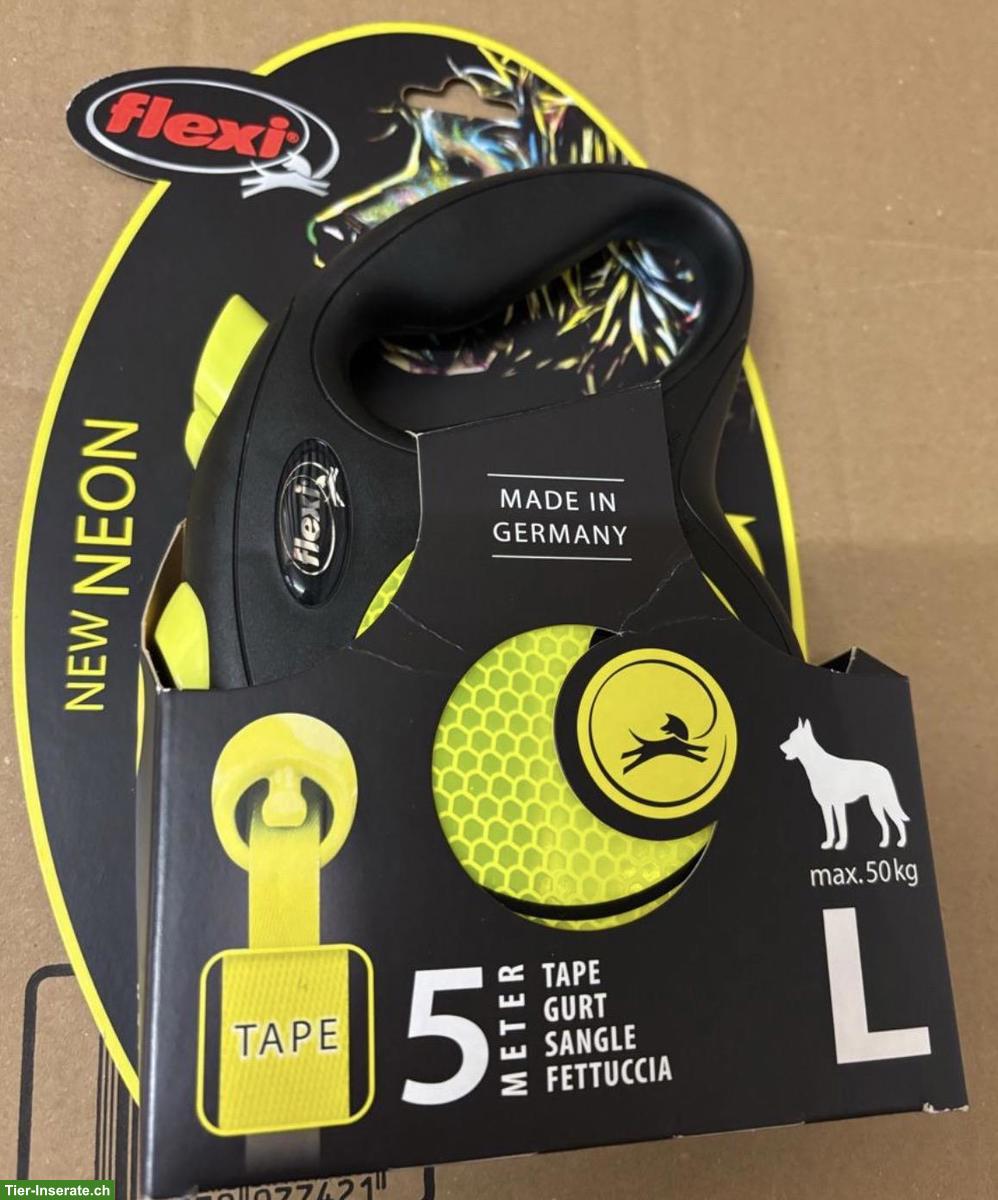 flexi®
NEW NEON
flexi
MADE IN
GERMANY
max. 50 kg
TAPE
5
METER
TAPE
GURT
SANGLE
FETTUCCIA
L
Tier-Inserate.ch